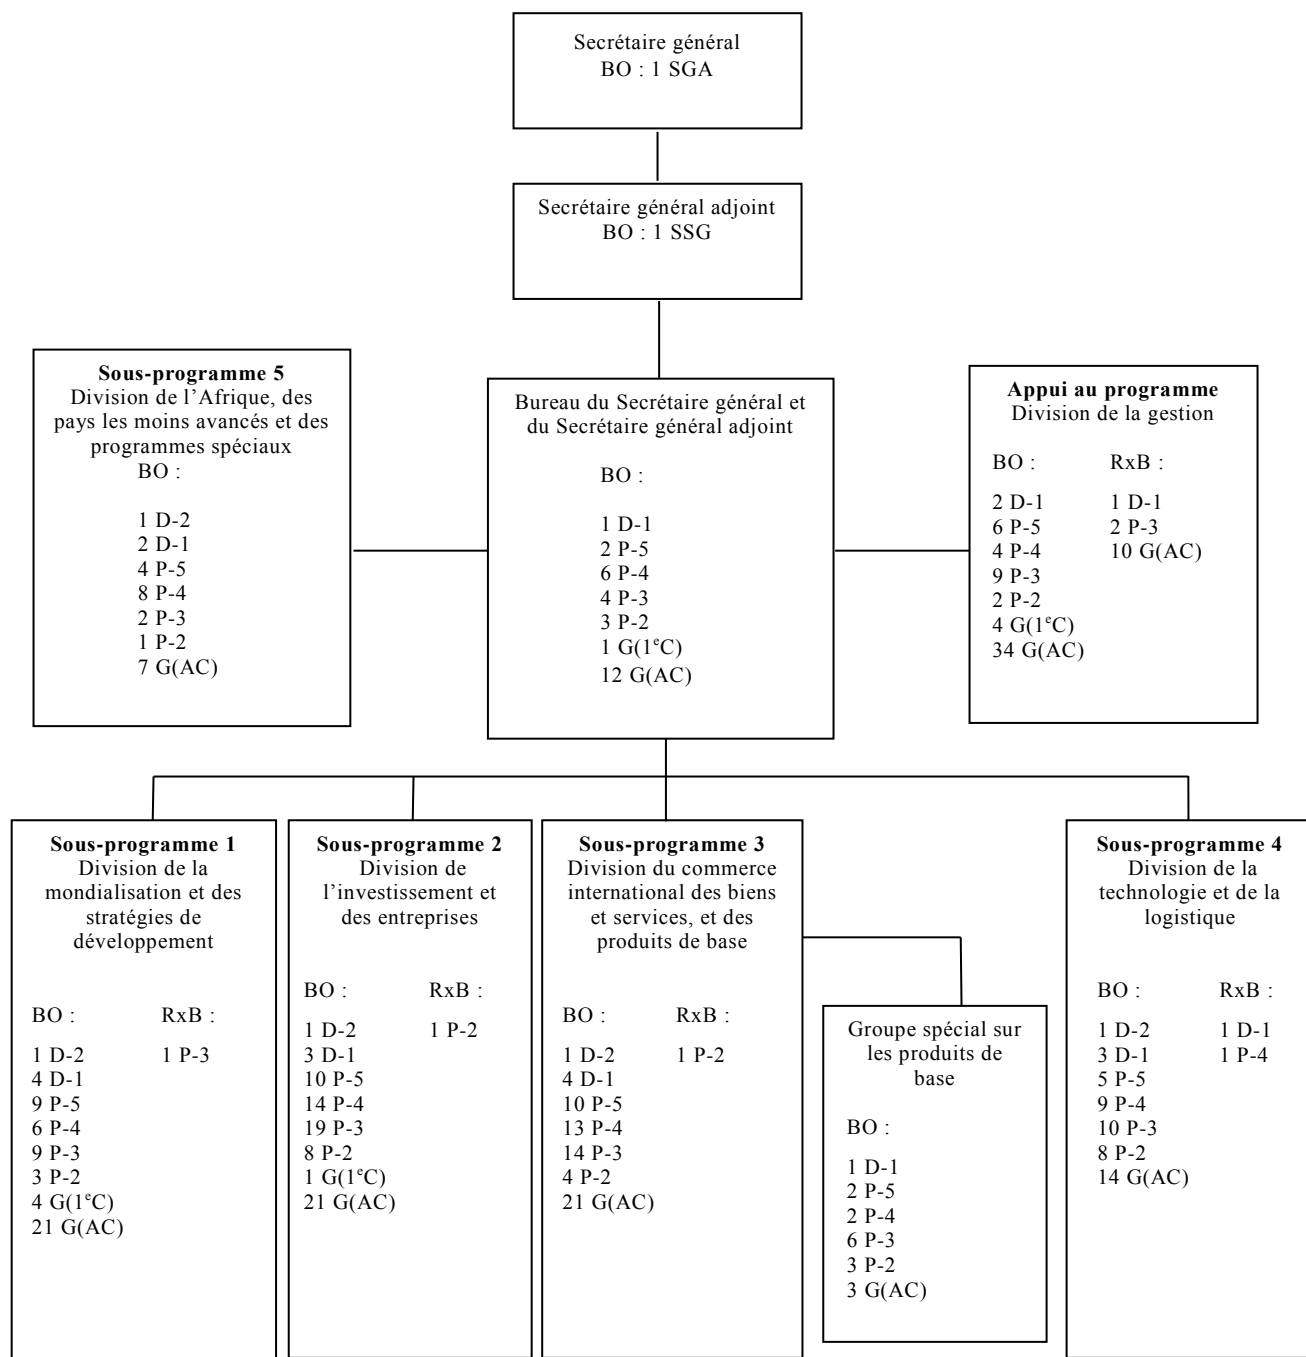 Secrétaire général
BO : 1 SGA
Secrétaire général adjoint
BO : 1 SSG
Sous-programme 5
Division de l’Afrique, des
pays les moins avancés et des
programmes spéciaux
BO :
1 D-2
2 D-1
4 P-5
8 P-4
2 P-3
1 P-2
7 G(AC)
Bureau du Secrétaire général et
du Secrétaire général adjoint
BO :
1 D-1
2 P-5
6 P-4
4 P-3
3 P-2
1 G(1ᵉC)
12 G(AC)
Appui au programme
Division de la gestion
BO : RxB :
2 D-1 1 D-1
6 P-5 2 P-3
4 P-4 10 G(AC)
9 P-3
2 P-2
4 G(1ᵉC)
34 G(AC)
Sous-programme 1
Division de la
mondialisation et des
stratégies de
développement
BO : RxB :
1 D-2 1 P-3
4 D-1
9 P-5
6 P-4
9 P-3
3 P-2
4 G(1ᵉC)
21 G(AC)
Sous-programme 2
Division de
l’investissement et
des entreprises
BO : RxB :
1 D-2 1 P-2
3 D-1
10 P-5
14 P-4
19 P-3
8 P-2
1 G(1ᵉC)
21 G(AC)
Sous-programme 3
Division du commerce
international des biens
et services, et des
produits de base
BO : RxB :
1 D-2 1 P-2
4 D-1
10 P-5
13 P-4
14 P-3
4 P-2
21 G(AC)
Groupe spécial sur
les produits de
base
BO :
1 D-1
2 P-5
2 P-4
6 P-3
3 P-2
3 G(AC)
Sous-programme 4
Division de la
technologie et de la
logistique
BO : RxB :
1 D-2 1 D-1
3 D-1 1 P-4
5 P-5
9 P-4
10 P-3
8 P-2
14 G(AC)